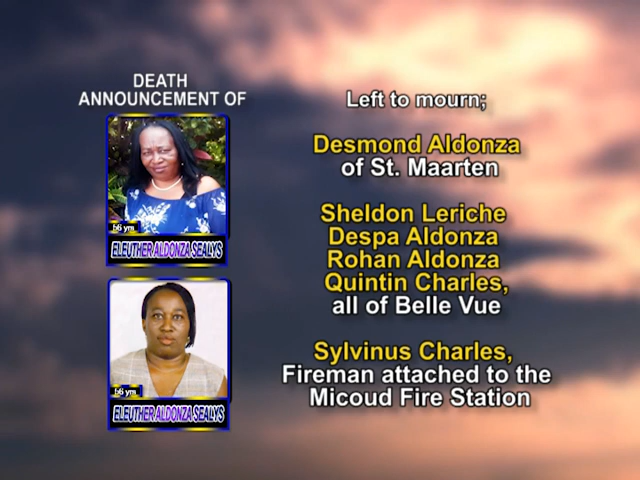 DEATH
ANNOUNCEMENT OF
56 yrs
ELEUTHER ALDONZA SEALYS
56 yrs
ELEUTHER ALDONZA SEALYS
Left to mourn;
Desmond Aldonza
of St. Maarten
Sheldon Leriche
Despa Aldonza
Rohan Aldonza
Quintin Charles,
all of Belle Vue
Sylvinus Charles,
Fireman attached to the
Micoud Fire Station